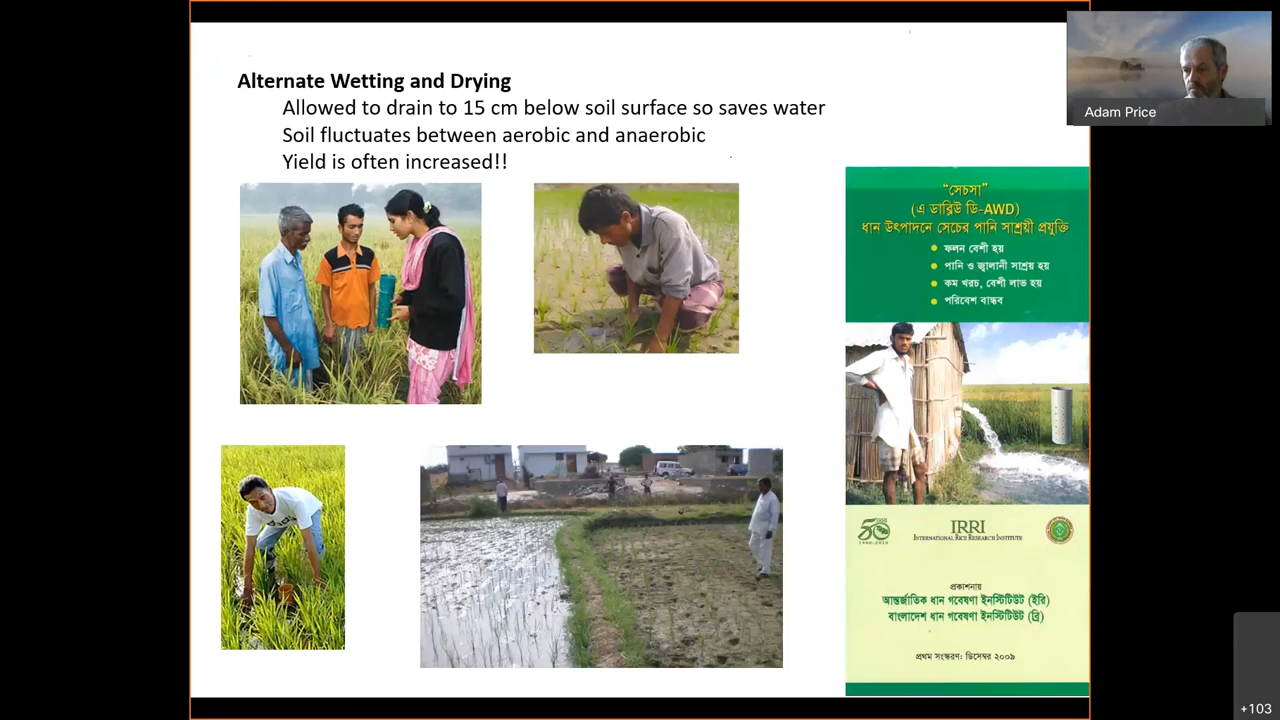 Alternate Wetting and Drying
Allowed to drain to 15 cm below soil surface so saves water
Soil fluctuates between aerobic and anaerobic
Yield is often increased!!
Adam Price
“সেচসা”
(এ ডাব্লিউ ডি-AWD)
ধান উৎপাদনে সেচের পানি সাশ্রয়ী প্রযুক্তি
ফলন বেশী হয়
পানি ও জ্বালানী সাশ্রয় হয়
কম খরচ, বেশী লাভ হয়
পরিবেশ বান্ধব
50
1960-2010
IRRI
INTERNATIONAL RICE RESEARCH INSTITUTE
প্রকাশনায়
আন্তর্জাতিক ধান গবেষণা ইনস্টিটিউট (ইরি)
বাংলাদেশ ধান গবেষণা ইনস্টিটিউট (ব্রি)
প্রথম সংস্করণ: ডিসেম্বর ২০০৯
+103